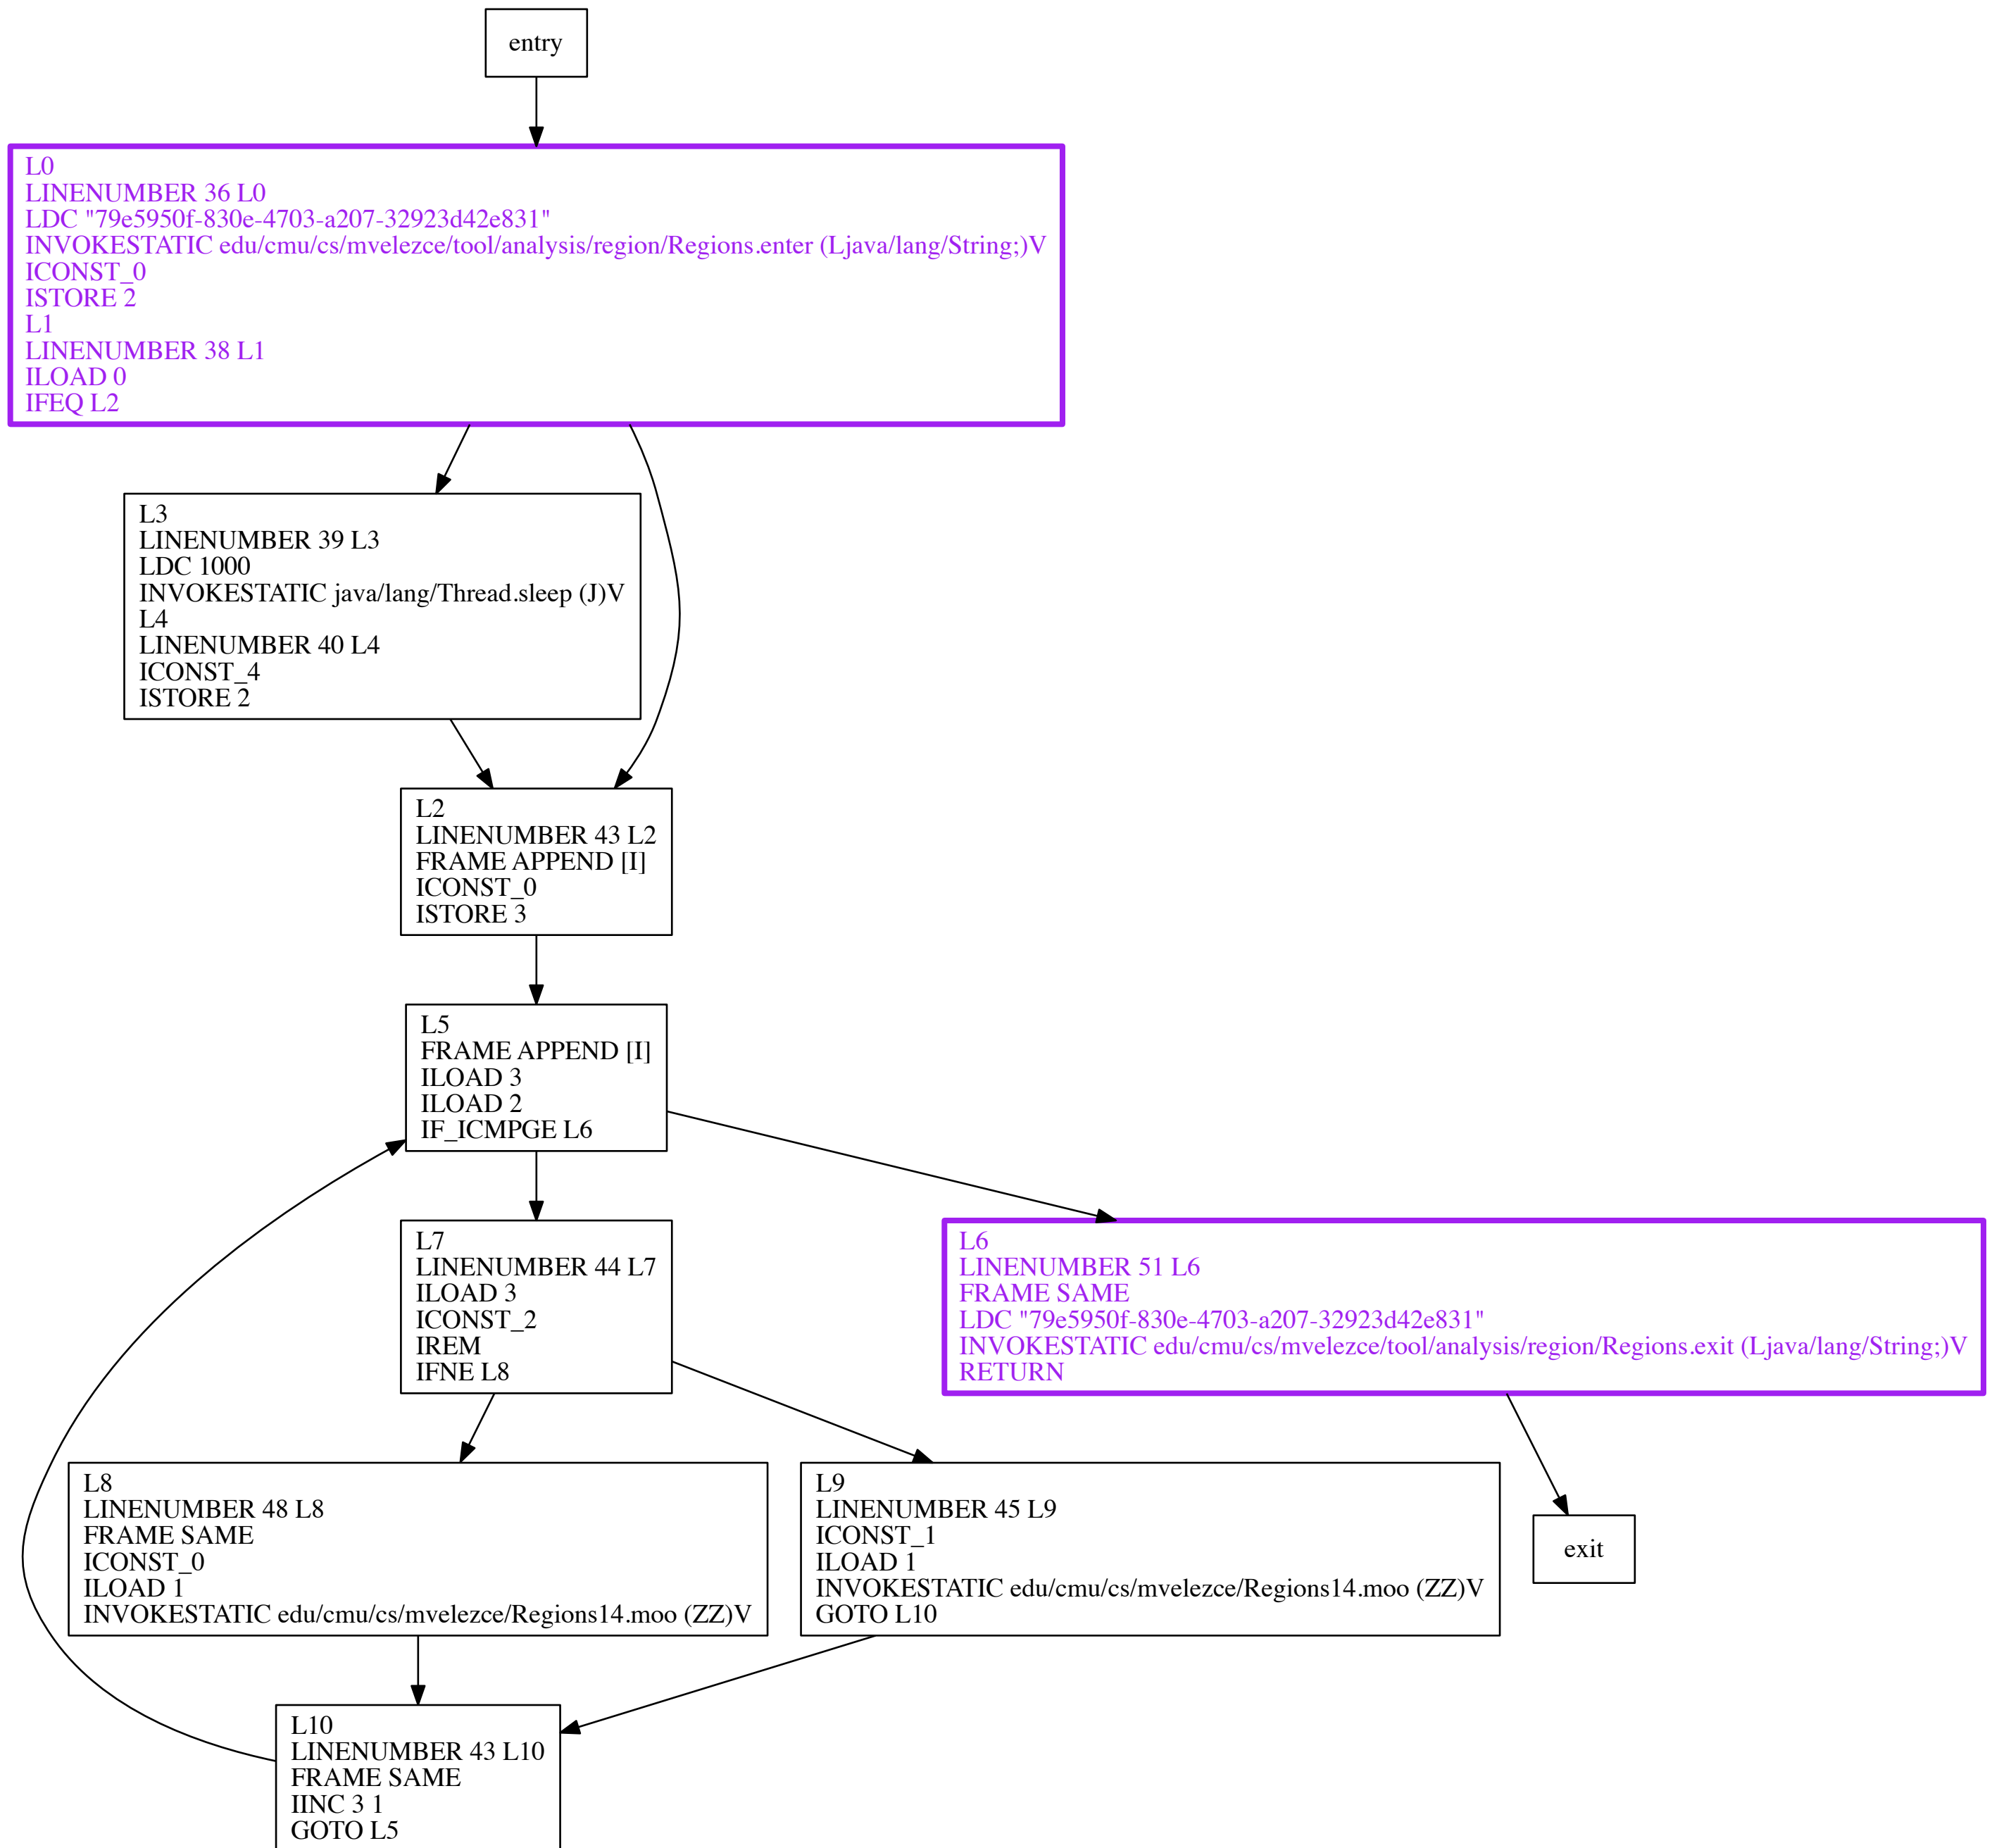 entry
L0
LINENUMBER 36 L0
LDC "79e5950f-830e-4703-a207-32923d42e831"
INVOKESTATIC edu/cmu/cs/mvelezce/tool/analysis/region/Regions.enter (Ljava/lang/String;)V
ICONST_0
ISTORE 2
L1
LINENUMBER 38 L1
ILOAD 0
IFEQ L2
L3
LINENUMBER 39 L3
LDC 1000
INVOKESTATIC java/lang/Thread.sleep (J)V
L4
LINENUMBER 40 L4
ICONST_4
ISTORE 2
L2
LINENUMBER 43 L2
FRAME APPEND [I]
ICONST_0
ISTORE 3
L5
FRAME APPEND [I]
ILOAD 3
ILOAD 2
IF_ICMPGE L6
L7
LINENUMBER 44 L7
ILOAD 3
ICONST_2
IREM
IFNE L8
L6
LINENUMBER 51 L6
FRAME SAME
LDC "79e5950f-830e-4703-a207-32923d42e831"
INVOKESTATIC edu/cmu/cs/mvelezce/tool/analysis/region/Regions.exit (Ljava/lang/String;)V
RETURN
L8
LINENUMBER 48 L8
FRAME SAME
ICONST_0
ILOAD 1
INVOKESTATIC edu/cmu/cs/mvelezce/Regions14.moo (ZZ)V
L9
LINENUMBER 45 L9
ICONST_1
ILOAD 1
INVOKESTATIC edu/cmu/cs/mvelezce/Regions14.moo (ZZ)V
GOTO L10
exit
L10
LINENUMBER 43 L10
FRAME SAME
IINC 3 1
GOTO L5